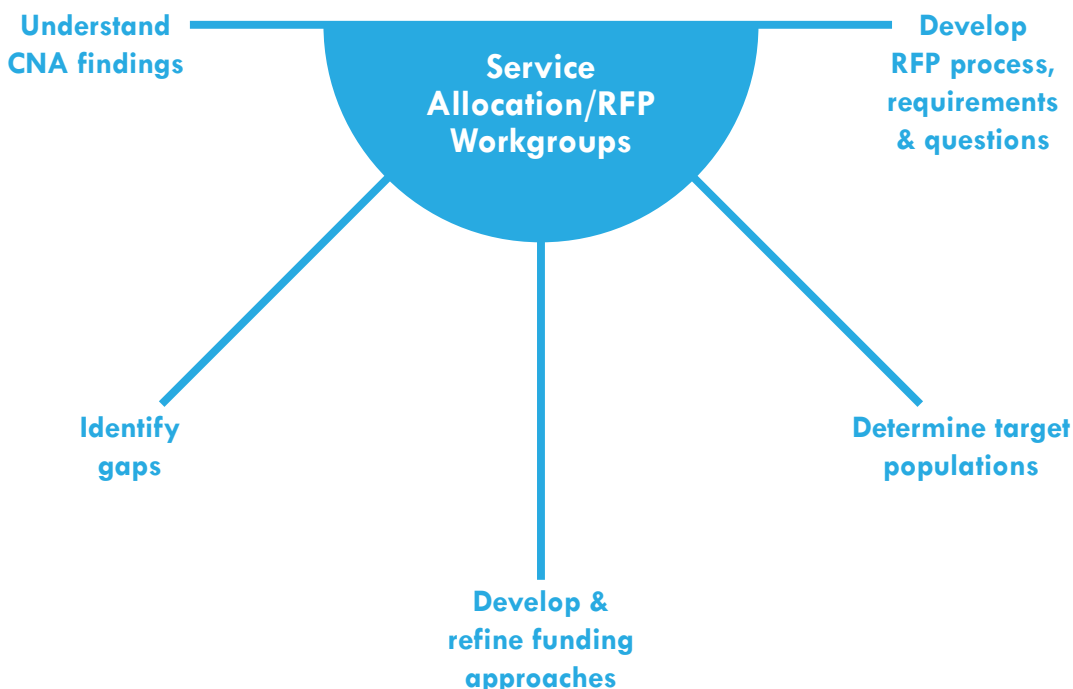 Understand
CNA findings
Service
Allocation/RFP
Workgroups
Develop
RFP process,
requirements
& questions
Identify
gaps
Determine target
populations
Develop &
refine funding
approaches